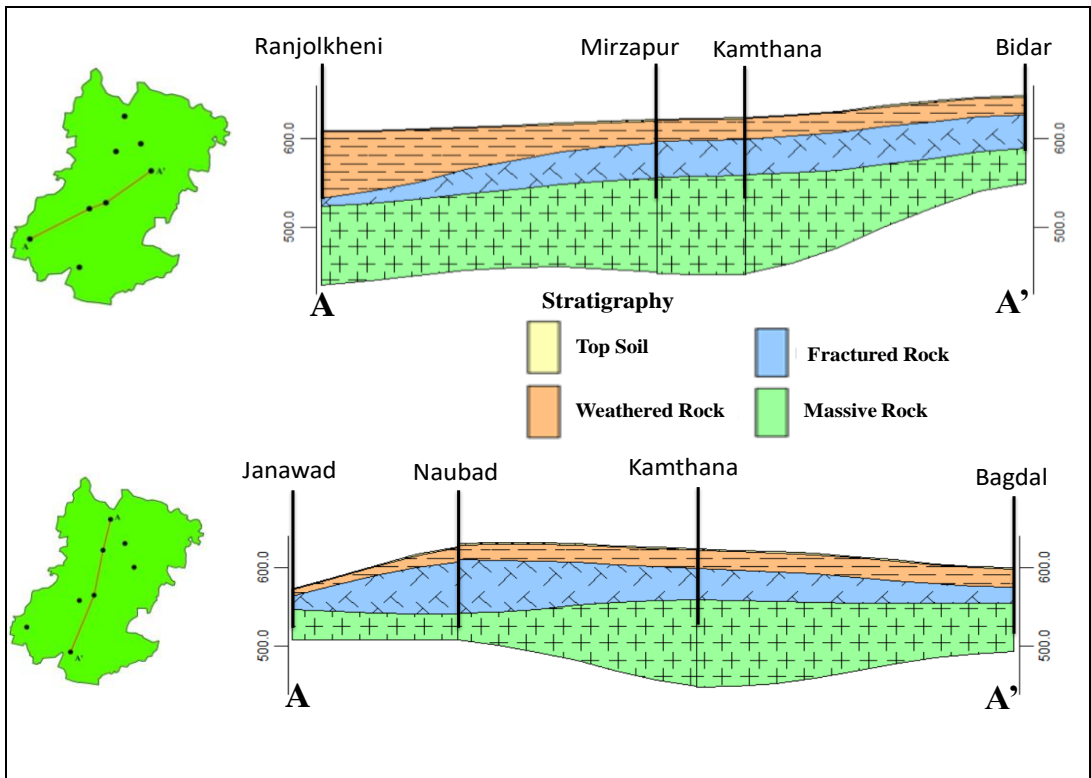 Ranjolkheni Mirzapur Kamthana Bidar
600.0 600.0
500.0 500.0
A A'
A A'
Stratigraphy
Top Soil Fractured Rock
Weathered Rock Massive Rock
Janawad Naubad Kamthana Bagdal
A
600.0 600.0
500.0 500.0
A'
A A'